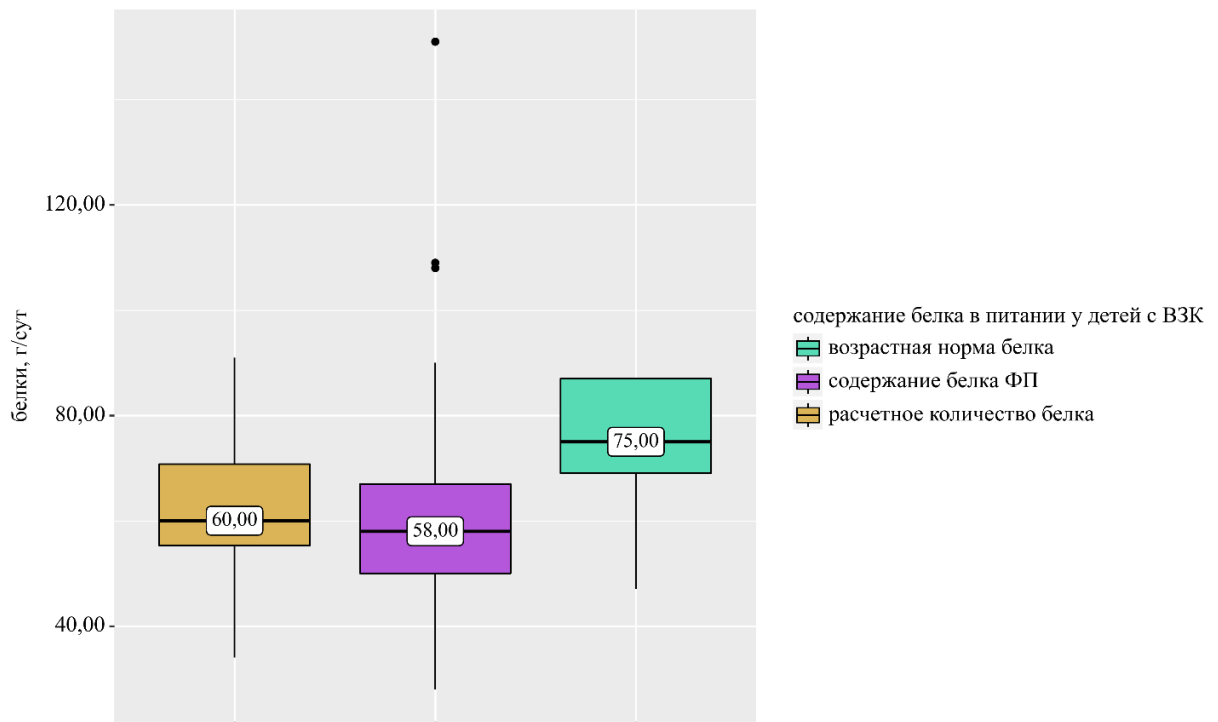 белки, г/сут
120,00
80,00
40,00
60,00
58,00
75,00
содержание белка в питании у детей с ВЗК
возрастная норма белка
содержание белка ФП
расчетное количество белка